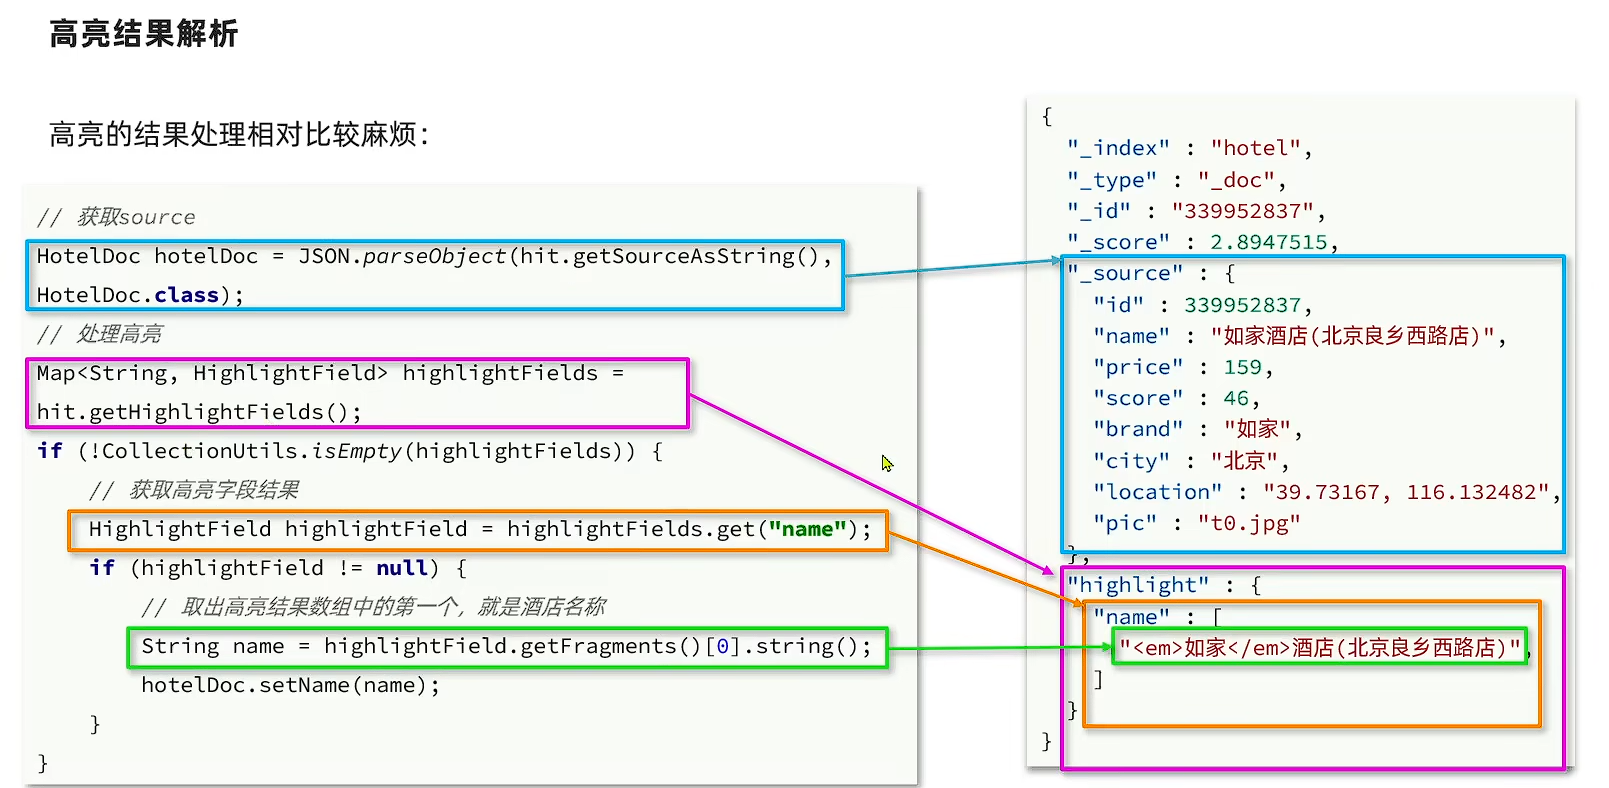 高亮结果解析
高亮的结果处理相对比较麻烦：
// 获取source
HotelDoc hotelDoc = JSON.parseObject(hit.getSourceAsString(),
HotelDoc.class);
// 处理高亮
Map<String, HighlightField> highlightFields =
hit.getHighlightFields();
if (!CollectionUtils.isEmpty(highlightFields)) {
    // 获取高亮字段结果
    HighlightField highlightField = highlightFields.get("name");
    if (highlightField != null) {
        // 取出高亮结果数组中的第一个，就是酒店名称
        String name = highlightField.getFragments()[0].string();
        hotelDoc.setName(name);
    }
}
{
  "_index" : "hotel",
  "_type" : "_doc",
  "_id" : "339952837",
  "_score" : 2.8947515,
  "_source" : {
    "id" : 339952837,
    "name" : "如家酒店(北京良乡西路店)",
    "price" : 159,
    "score" : 46,
    "brand" : "如家",
    "city" : "北京",
    "location" : "39.73167, 116.132482",
    "pic" : "t0.jpg"
  },
  "highlight" : {
    "name" : [
      "<em>如家</em>酒店(北京良乡西路店)",
    ]
  }
}